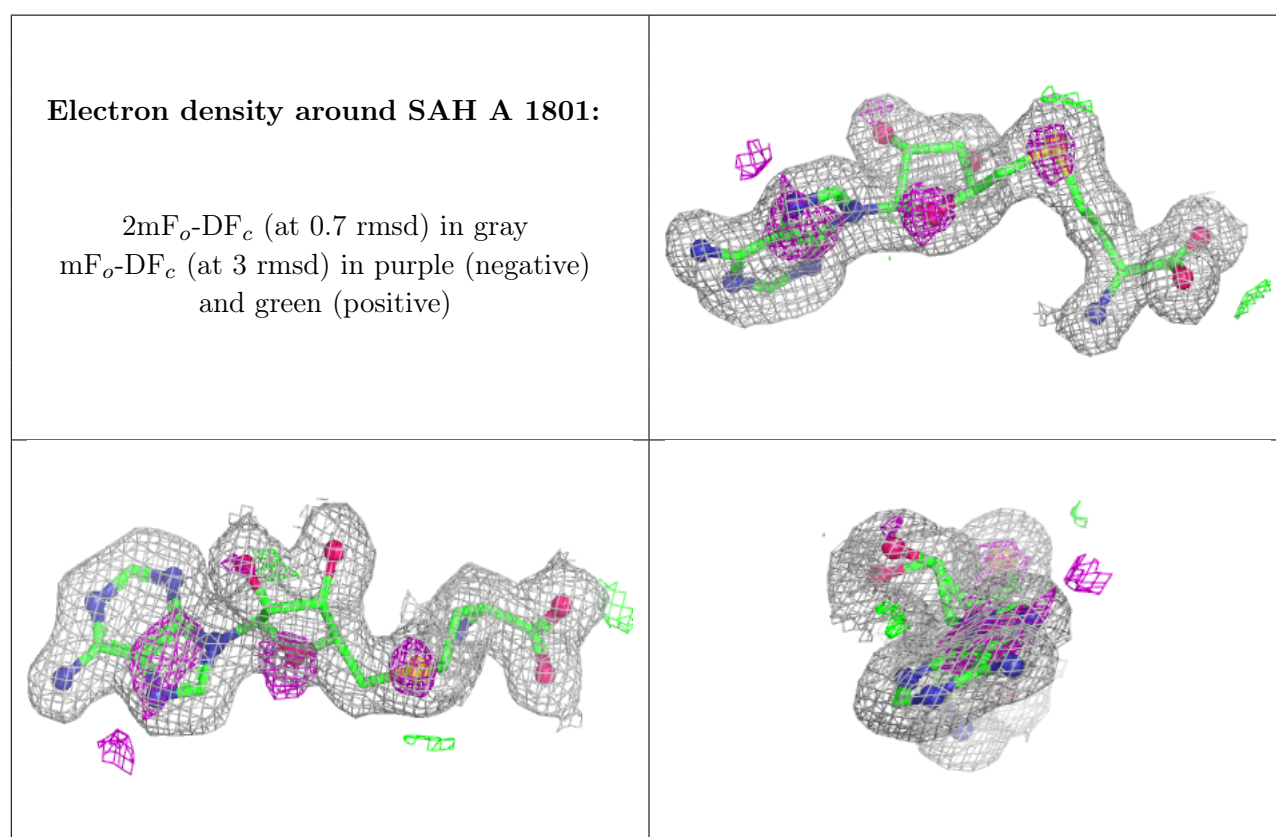 Electron density around SAH A 1801:
2mFo-DFc (at 0.7 rmsd) in gray
mFo-DFc (at 3 rmsd) in purple (negative)
and green (positive)